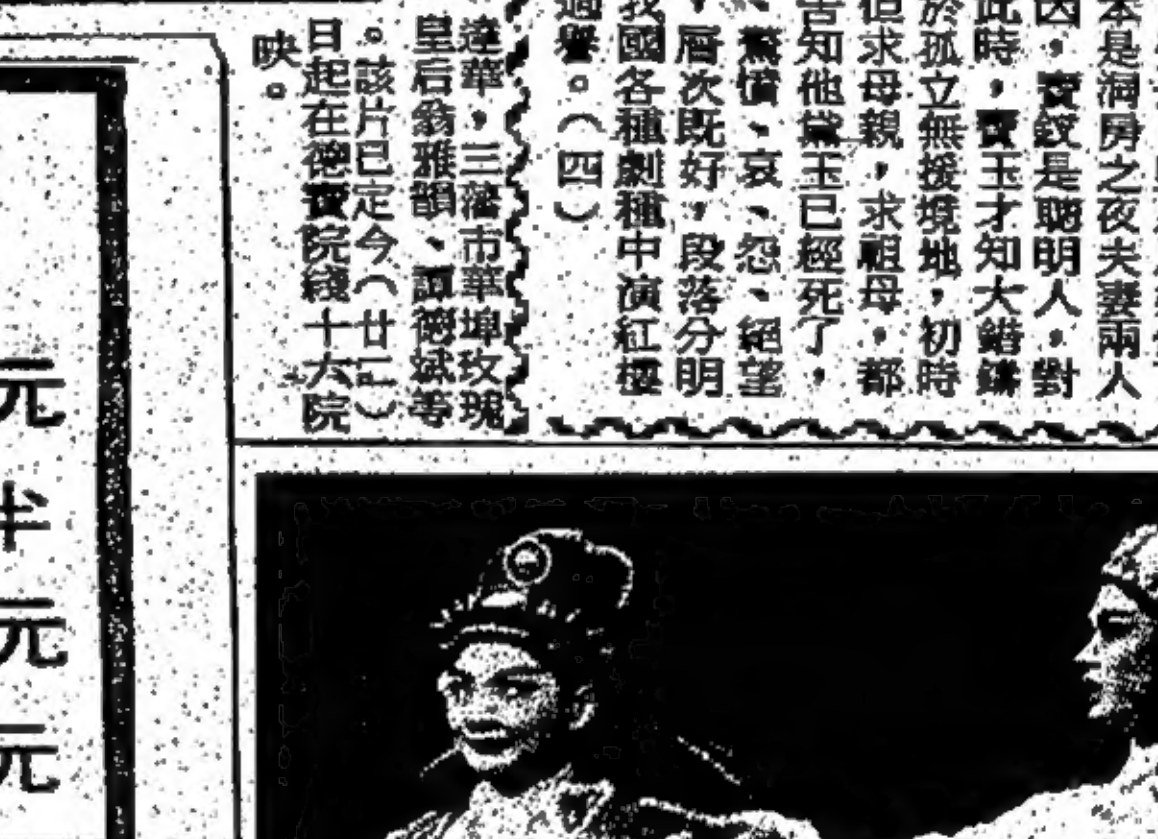 本是洞房之夜夫妻兩人
因，寶釵是聰明人，對
此時，寶玉才知大錯鑄
於孤立無援境地，初時
但求母親，求祖母，都
告知他黛玉已經死了，
、驚憤、哀、怨、絕望
，層次既好，段落分明
我國各種劇種中演紅樓
過譽。（四）
逢華，三藩市華埠玫瑰
皇后翁雅韻、譚德斌等
。該片已定今（廿二）
日起在德寶院綫十六院
映。
元
半
元
元